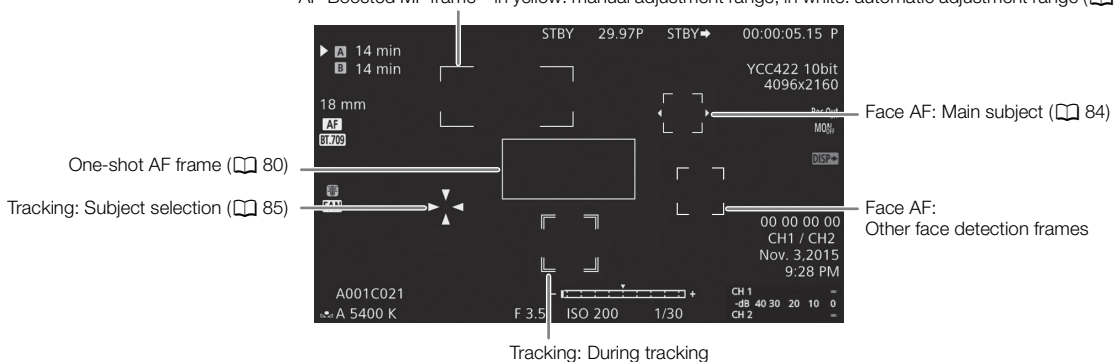 AF-Boosted MF frame – in yellow: manual adjustment range; in white: automatic adjustment range (
STBY 29.97P STBY➡ 00:00:05.15 P
A 14 min
B 14 min
YCC422 10bit
4096x2160
18 mm
AF
BT.709
Face AF: Main subject (84)
MON OFF
DISP
One-shot AF frame (80)
Tracking: Subject selection (85)
Face AF:
Other face detection frames
00 00 00 00
CH1 / CH2
Nov. 3,2015
9:28 PM
A001C021
- +
CH 1 ∞
-dB 40 30 20 10 0
CH 2
A 5400 K
F 3.5 ISO 200 1/30
Tracking: During tracking